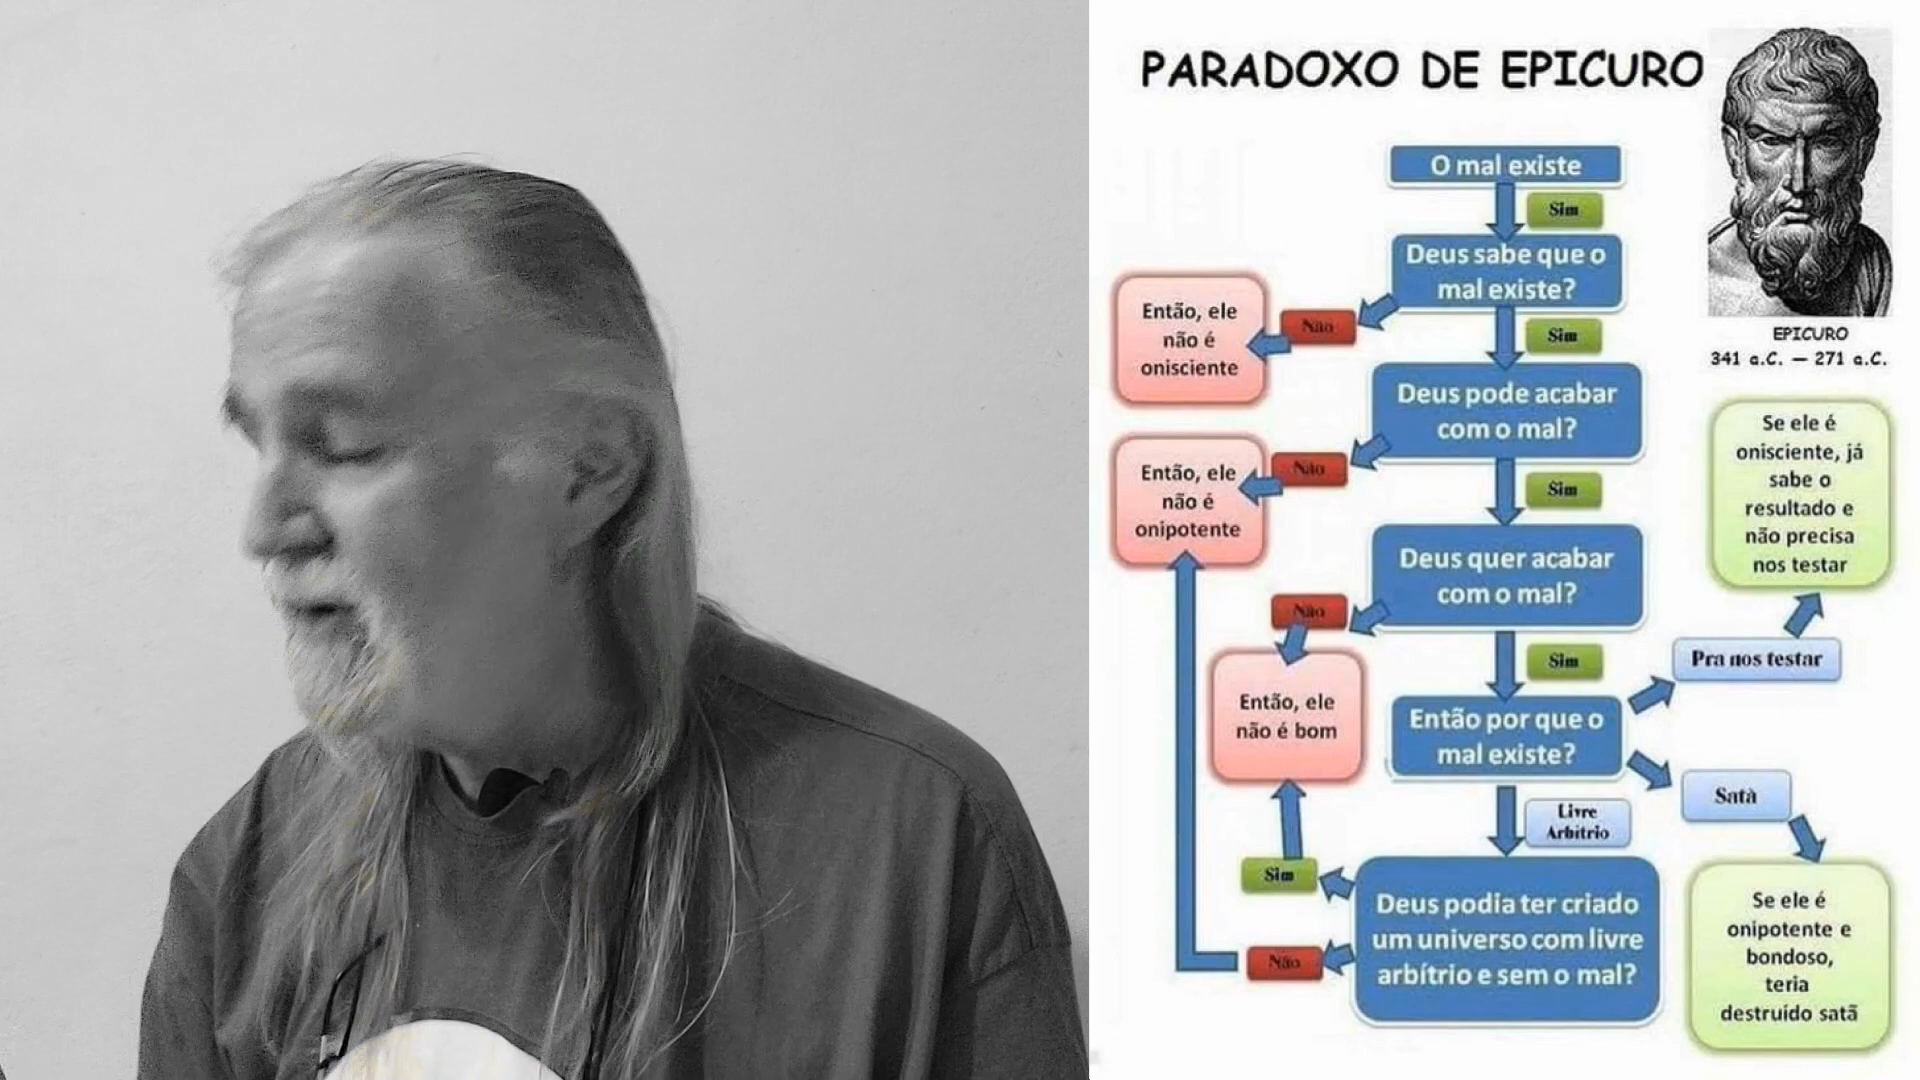 PARADOXO DE EPICURO
O mal existe
Sim
Deus sabe que o
mal existe?
EPICURO
341 a.C. — 271 a.C.
Não
Então, ele
não é
onisciente
Sim
Deus pode acabar
com o mal?
Não
Então, ele
não é
onipotente
Sim
Deus quer acabar
com o mal?
Não
Então, ele
não é bom
Sim
Então por que o
mal existe?
Pra nos testar
Se ele é
onisciente, já
sabe o
resultado e
não precisa
nos testar
Satã
Se ele é
onipotente e
bondoso,
teria
destruído satã
Livre
Arbítrio
Deus podia ter criado
um universo com livre
arbítrio e sem o mal?
Sim
Não